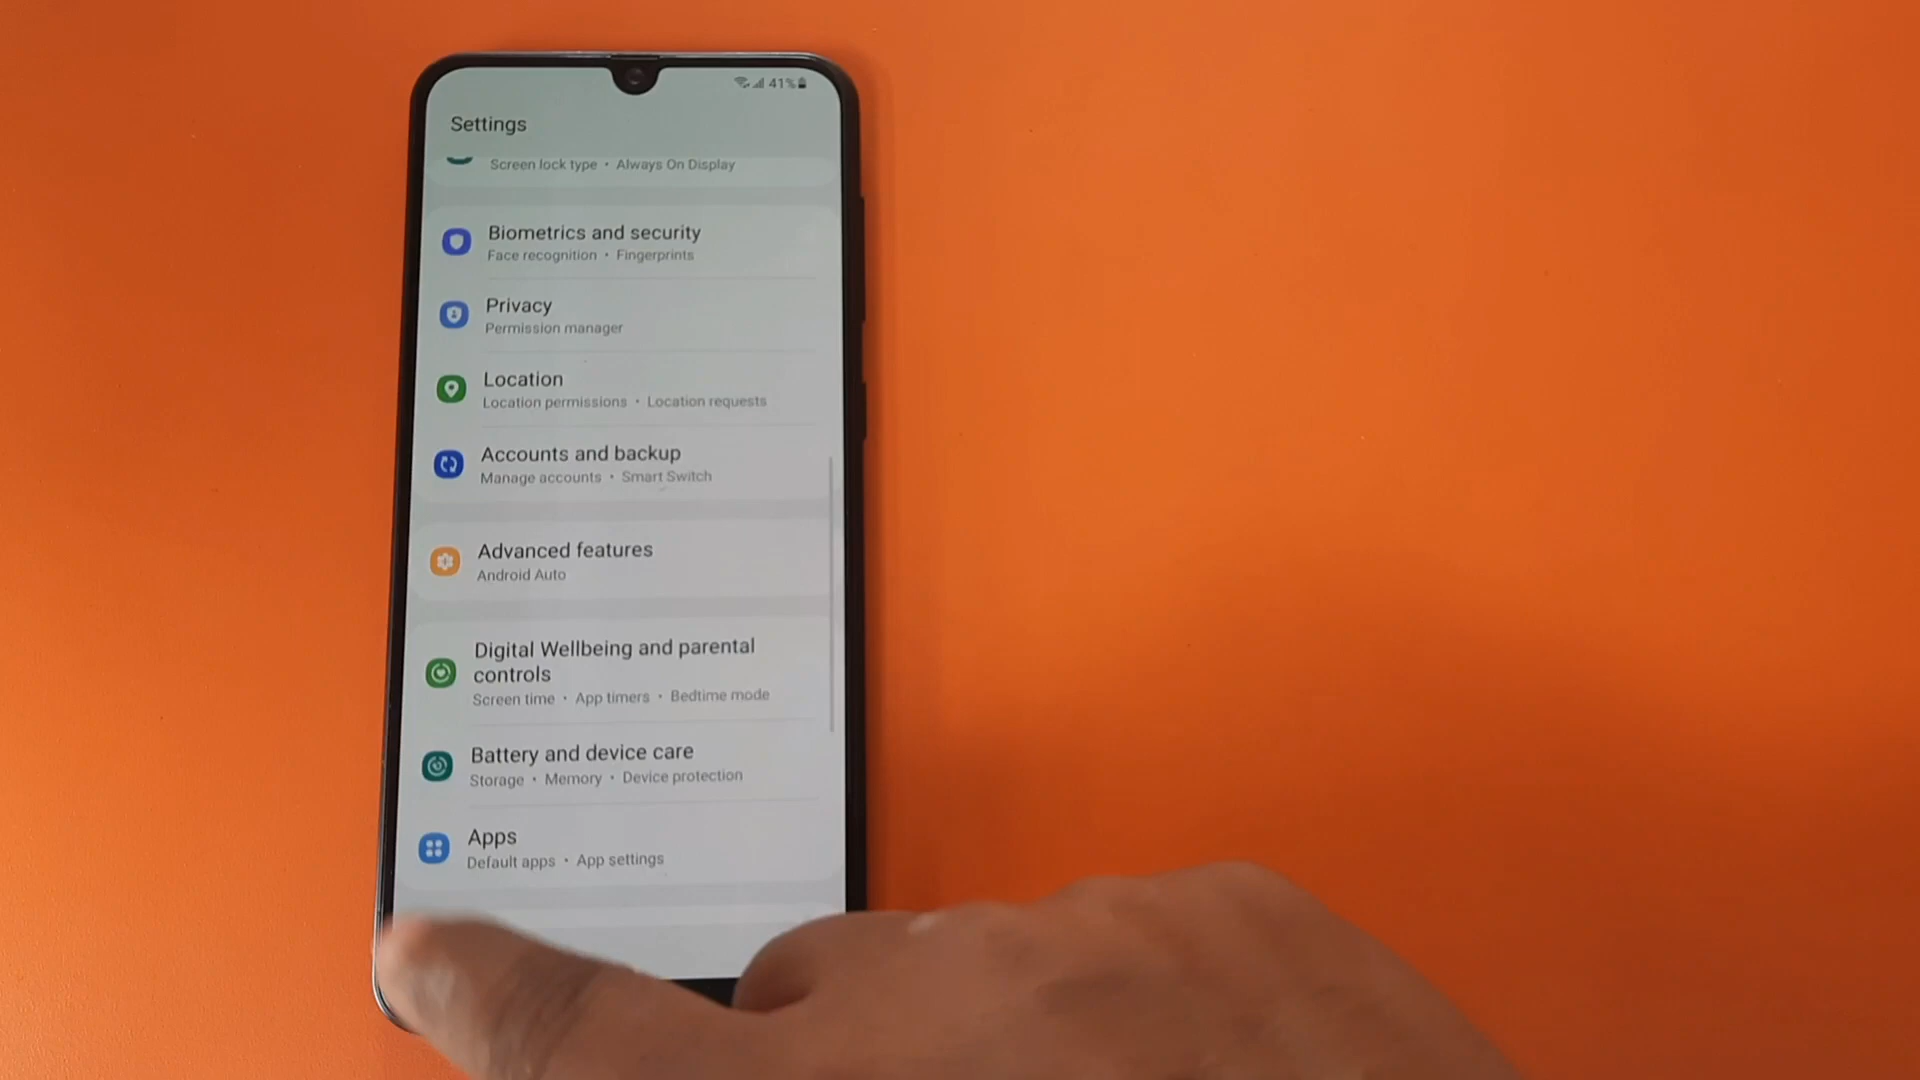 41%
Settings
Screen lock type • Always On Display
Biometrics and security
Face recognition • Fingerprints
Privacy
Permission manager
Location
Location permissions • Location requests
Accounts and backup
Manage accounts • Smart Switch
Advanced features
Android Auto
Digital Wellbeing and parental
controls
Screen time • App timers • Bedtime mode
Battery and device care
Storage • Memory • Device protection
Apps
Default apps • App settings